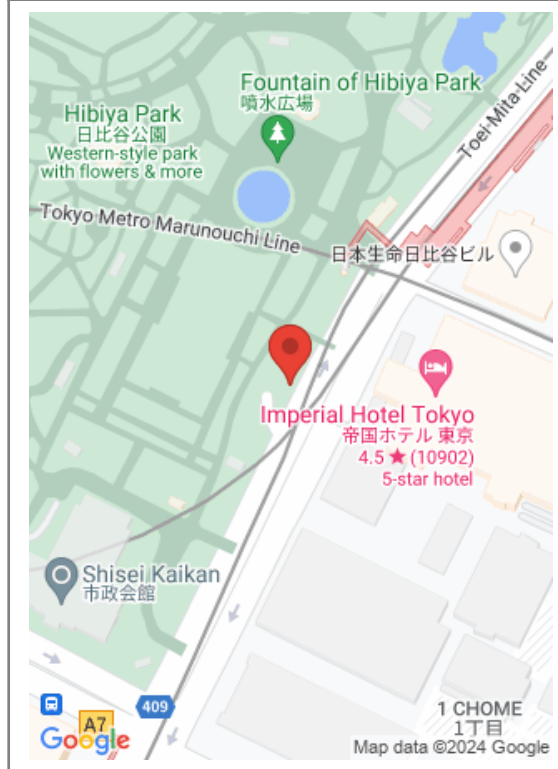 Fountain of Hibiya Park
噴水広場
Hibiya Park
日比谷公園
Western-style park
with flowers & more
Toei Mita Line
Tokyo Metro Marunouchi Line
日本生命日比谷ビル
Imperial Hotel Tokyo
帝国ホテル 東京
4.5 ★ (10902)
5-star hotel
Shisei Kaikan
市政会館
409
A7
1 CHOME
1丁目
Google
Map data ©2024 Google